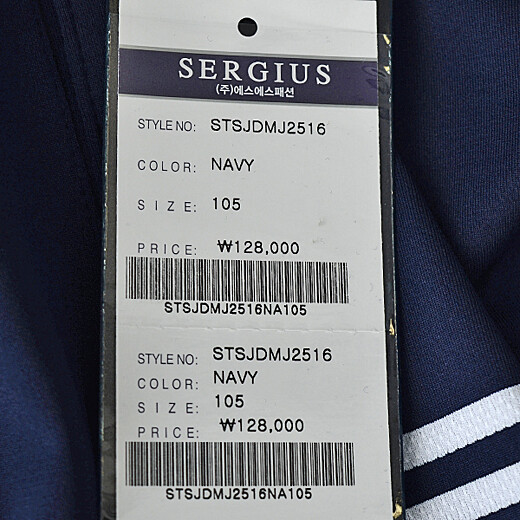 SERGIUS
(주)에스에스패션
STYLE NO: STSJDMJ2516
COLOR: NAVY
SIZE: 105
PRICE: ₩128,000
STSJDMJ2516NA105
STYLE NO: STSJDMJ2516
COLOR: NAVY
SIZE: 105
PRICE: ₩128,000
STSJDMJ2516NA105